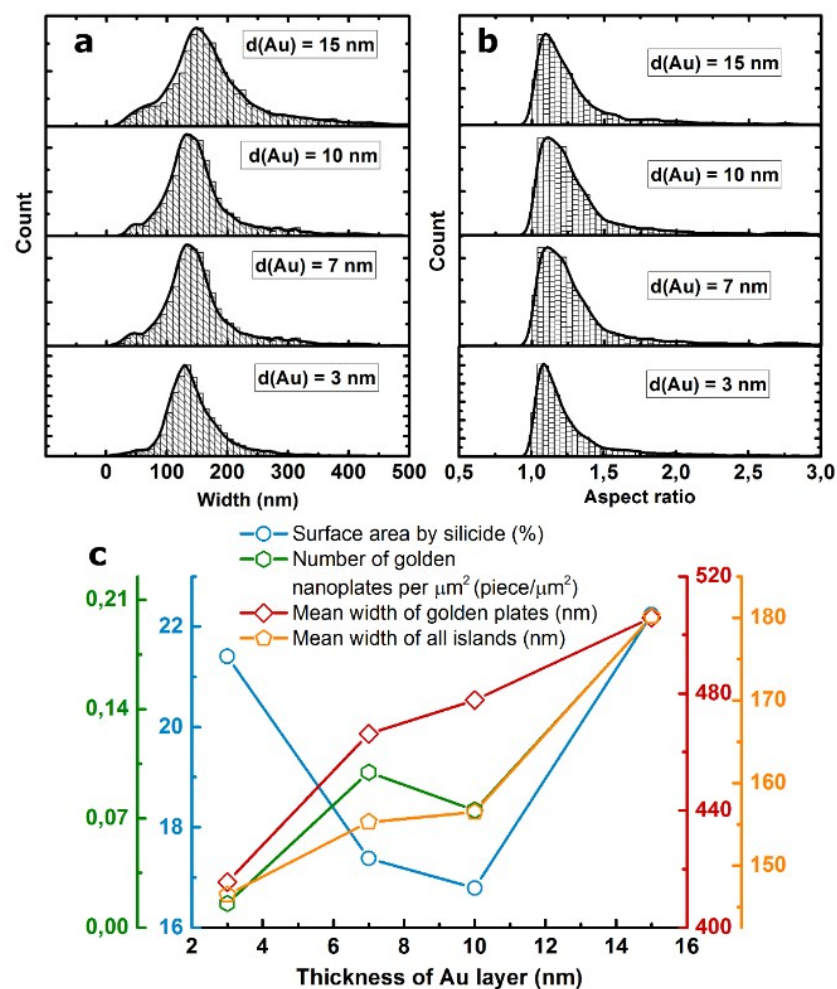 a
d(Au) = 15 nm
d(Au) = 10 nm
d(Au) = 7 nm
d(Au) = 3 nm
Count
0 100 200 300 400 500
Width (nm)
b
d(Au) = 15 nm
d(Au) = 10 nm
d(Au) = 7 nm
d(Au) = 3 nm
Count
0,5 1,0 1,5 2,0 2,5 3,0
Aspect ratio
c
Surface area by silicide (%)
Number of golden
nanoplates per μm² (piece/μm²)
Mean width of golden plates (nm)
Mean width of all islands (nm)
0,21
0,14
0,07
0,00
22
20
18
16
520
480
440
400
180
170
160
150
2 4 6 8 10 12 14 16
Thickness of Au layer (nm)